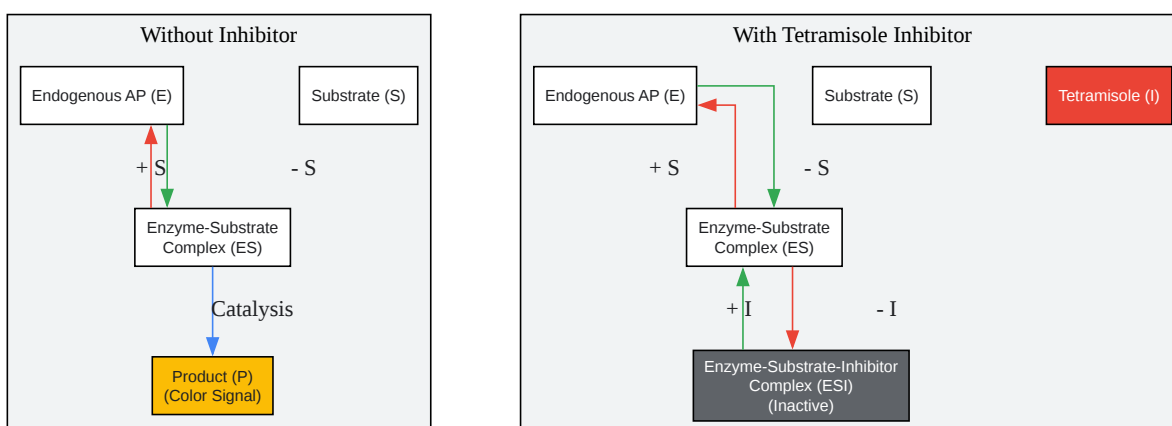 Without Inhibitor
Endogenous AP (E)
Substrate (S)
+ S
- S
Enzyme-Substrate
Complex (ES)
Catalysis
Product (P)
(Color Signal)
With Tetramisole Inhibitor
Endogenous AP (E)
Substrate (S)
Tetramisole (I)
+ S
- S
Enzyme-Substrate
Complex (ES)
+ I
- I
Enzyme-Substrate-Inhibitor
Complex (ESI)
(Inactive)